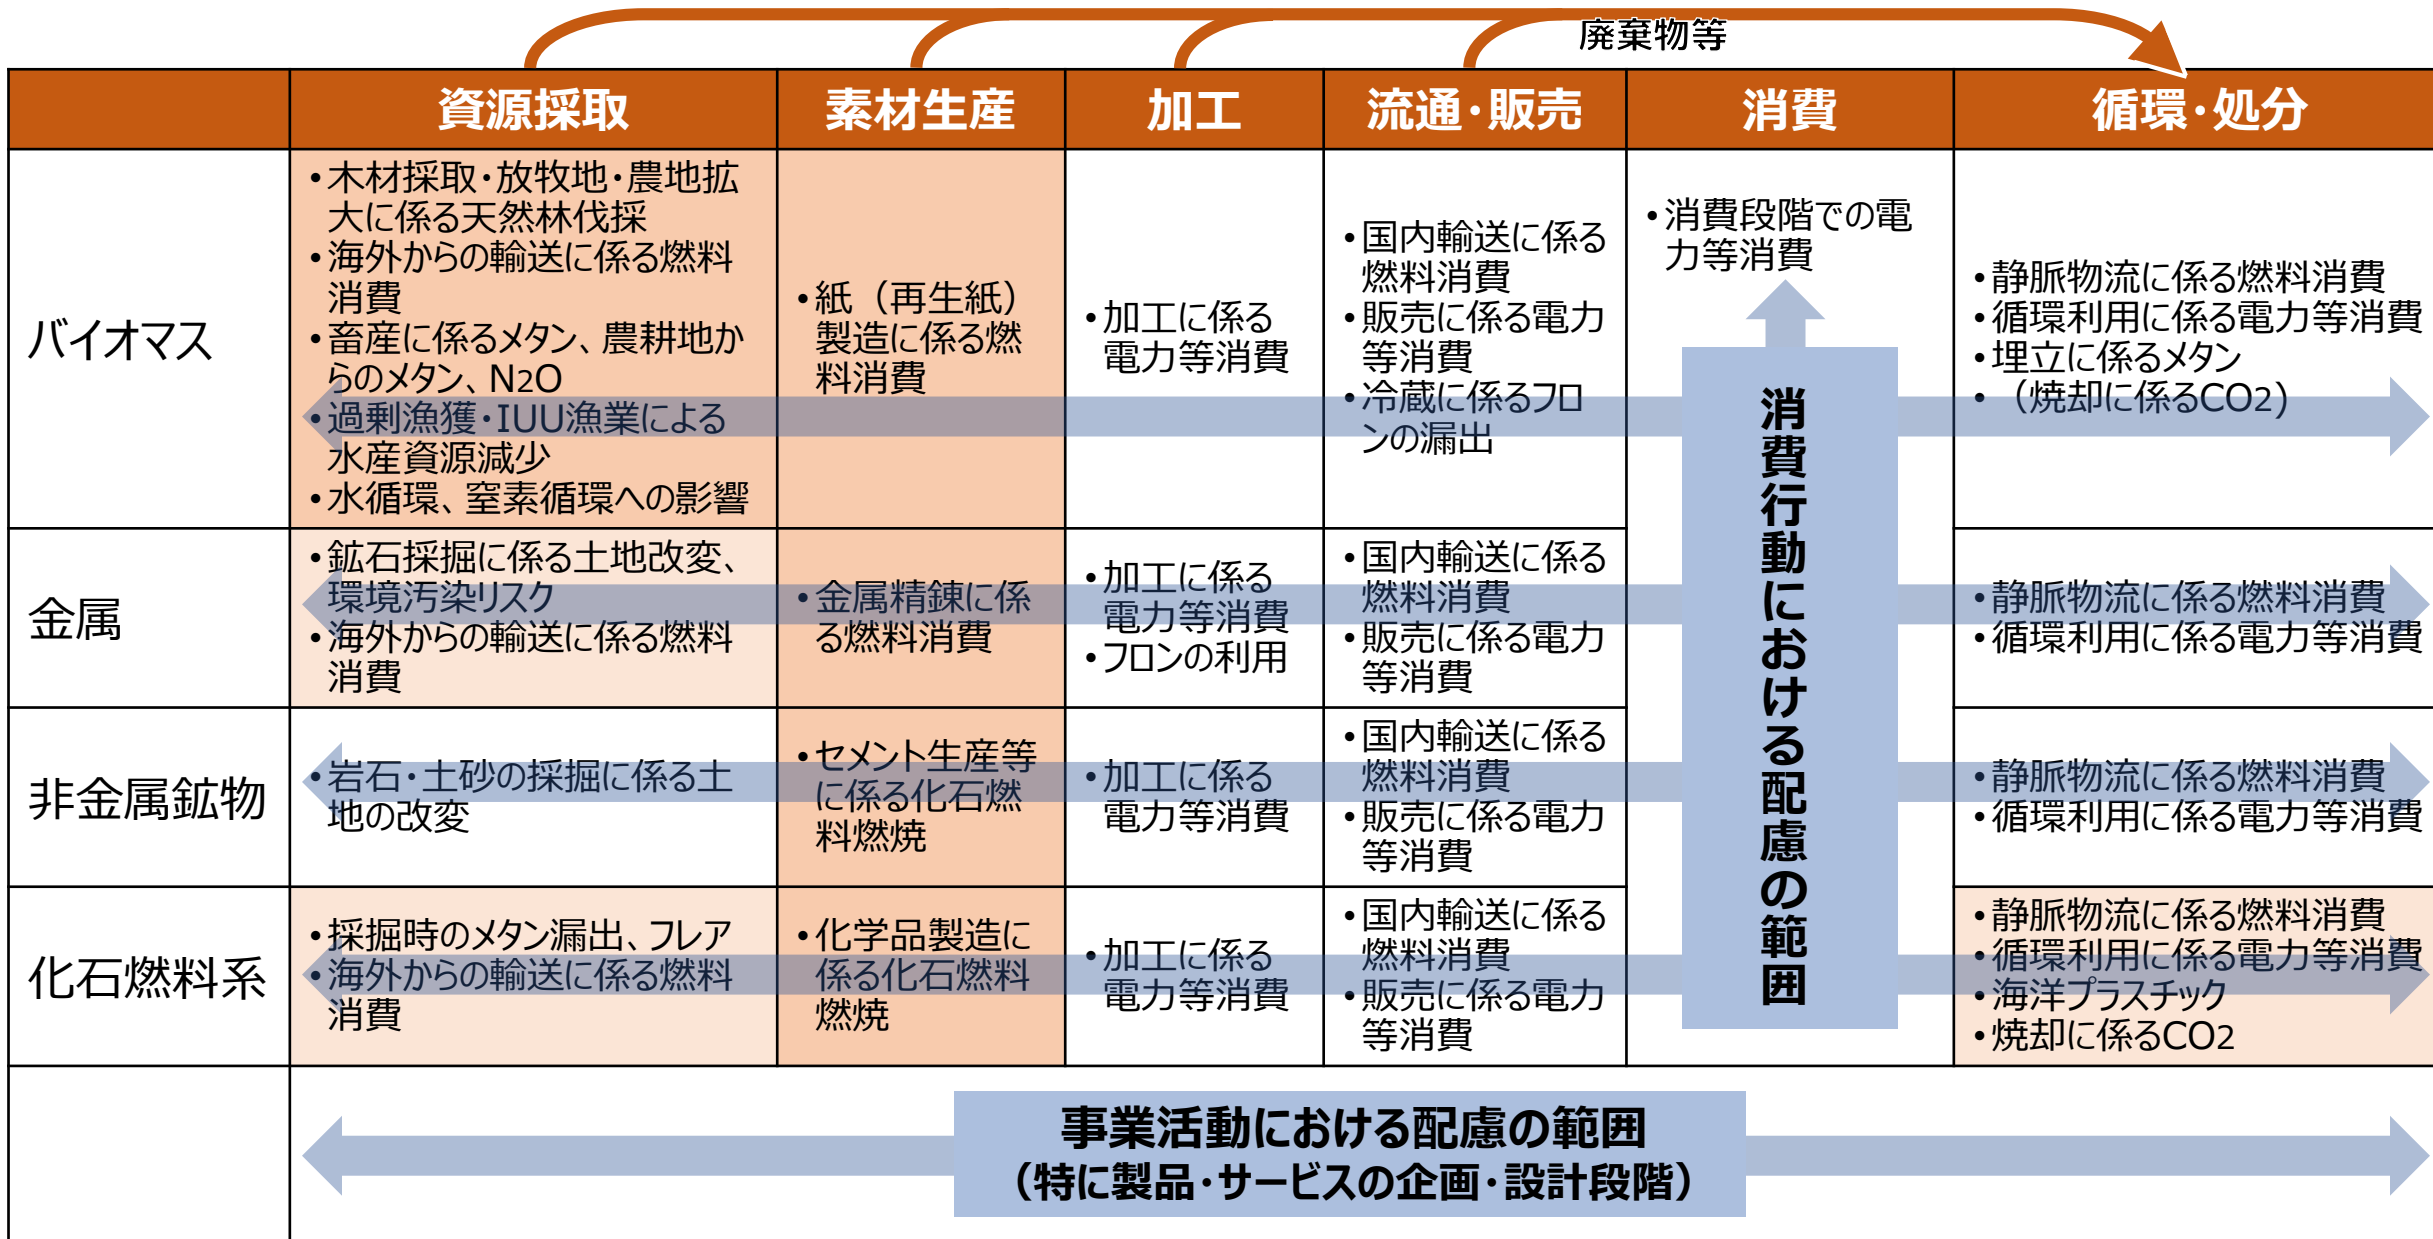 廃棄物等
資源採取
素材生産
加工
流通・販売
消費
循環・処分
バイオマス
•木材採取・放牧地・農地拡
大に係る天然林伐採
•海外からの輸送に係る燃料
消費
•畜産に係るメタン、農耕地か
らのメタン、N2O
•過剰漁獲・IUU漁業による
水産資源減少
•水循環、窒素循環への影響
•紙（再生紙）
製造に係る燃
料消費
•加工に係る
電力等消費
•国内輸送に係る
燃料消費
•販売に係る電力
等消費
•冷蔵に係るフロ
ンの漏出
•消費段階での電
力等消費
•静脈物流に係る燃料消費
•循環利用に係る電力等消費
•埋立に係るメタン
•（焼却に係るCO2）
金属
•鉱石採掘に係る土地改変、
環境汚染リスク
•海外からの輸送に係る燃料
消費
•金属精錬に係
る燃料消費
•加工に係る
電力等消費
•フロンの利用
•国内輸送に係る
燃料消費
•販売に係る電力
等消費
•静脈物流に係る燃料消費
•循環利用に係る電力等消費
非金属鉱物
•岩石・土砂の採掘に係る土
地の改変
•セメント生産等
に係る化石燃
料燃焼
•加工に係る
電力等消費
•国内輸送に係る
燃料消費
•販売に係る電力
等消費
•静脈物流に係る燃料消費
•循環利用に係る電力等消費
化石燃料系
•採掘時のメタン漏出、フレア
•海外からの輸送に係る燃料
消費
•化学品製造に
係る化石燃料
燃焼
•加工に係る
電力等消費
•国内輸送に係る
燃料消費
•販売に係る電力
等消費
•静脈物流に係る燃料消費
•循環利用に係る電力等消費
•海洋プラスチック
•焼却に係るCO2
消費行動における配慮の範囲
事業活動における配慮の範囲
（特に製品・サービスの企画・設計段階）